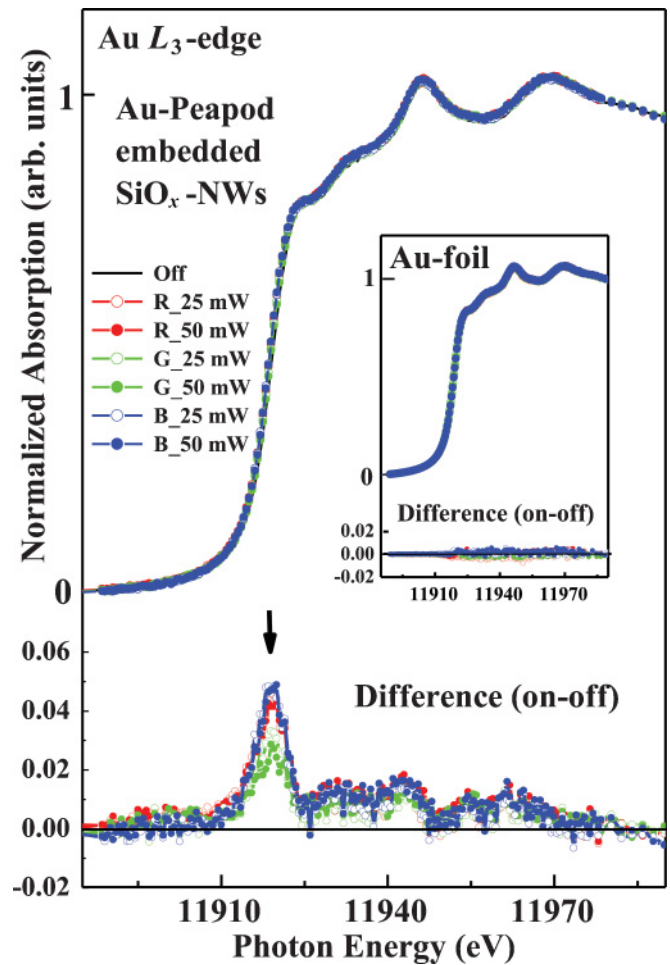 Au L3-edge
Au-Peapod
embedded
SiOx-NWs
Off
R_25 mW
R_50 mW
G_25 mW
G_50 mW
B_25 mW
B_50 mW
Normalized Absorption (arb. units)
1
0
Au-foil
1
0
Difference (on-off)
0.02
0.00
-0.02
11910 11940 11970
Difference (on-off)
0.06
0.04
0.02
0.00
-0.02
11910 11940 11970
Photon Energy (eV)